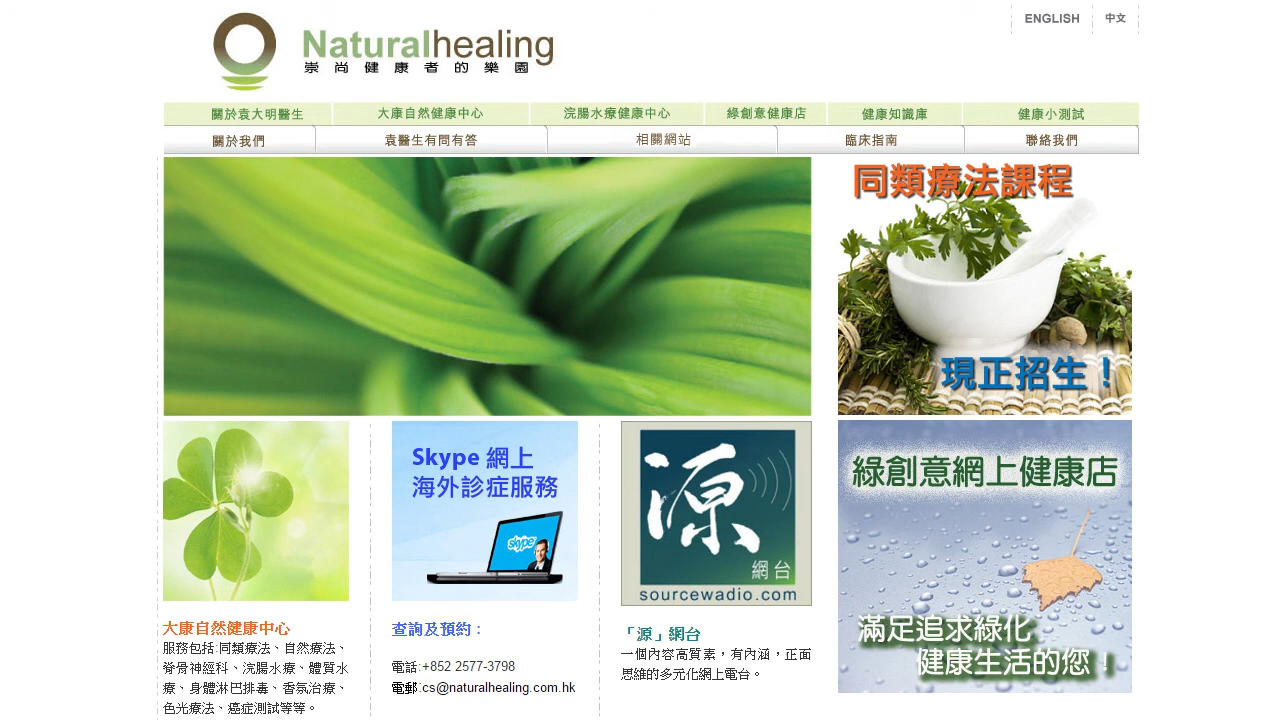 ENGLISH 中文
Naturalhealing
崇尚健康者的樂園
關於袁大明醫生 大康自然健康中心 浣腸水療健康中心 綠創意健康店 健康知識庫 健康小測試
關於我們 袁醫生有問有答 相關網站 臨床指南 聯絡我們
同類療法課程
現正招生！
Skype 網上
海外診症服務
skype
源
網台
sourcewadio.com
綠創意網上健康店
滿足追求綠化
健康生活的您！
大康自然健康中心
服務包括:同類療法、自然療法、
脊骨神經科、浣腸水療、體質水
療、身體淋巴排毒、香氛治療、
色光療法、癌症測試等等。
查詢及預約：
電話:+852 2577-3798
電郵:cs@naturalhealing.com.hk
「源」網台
一個內容高質素，有內涵，正面
思維的多元化網上電台。